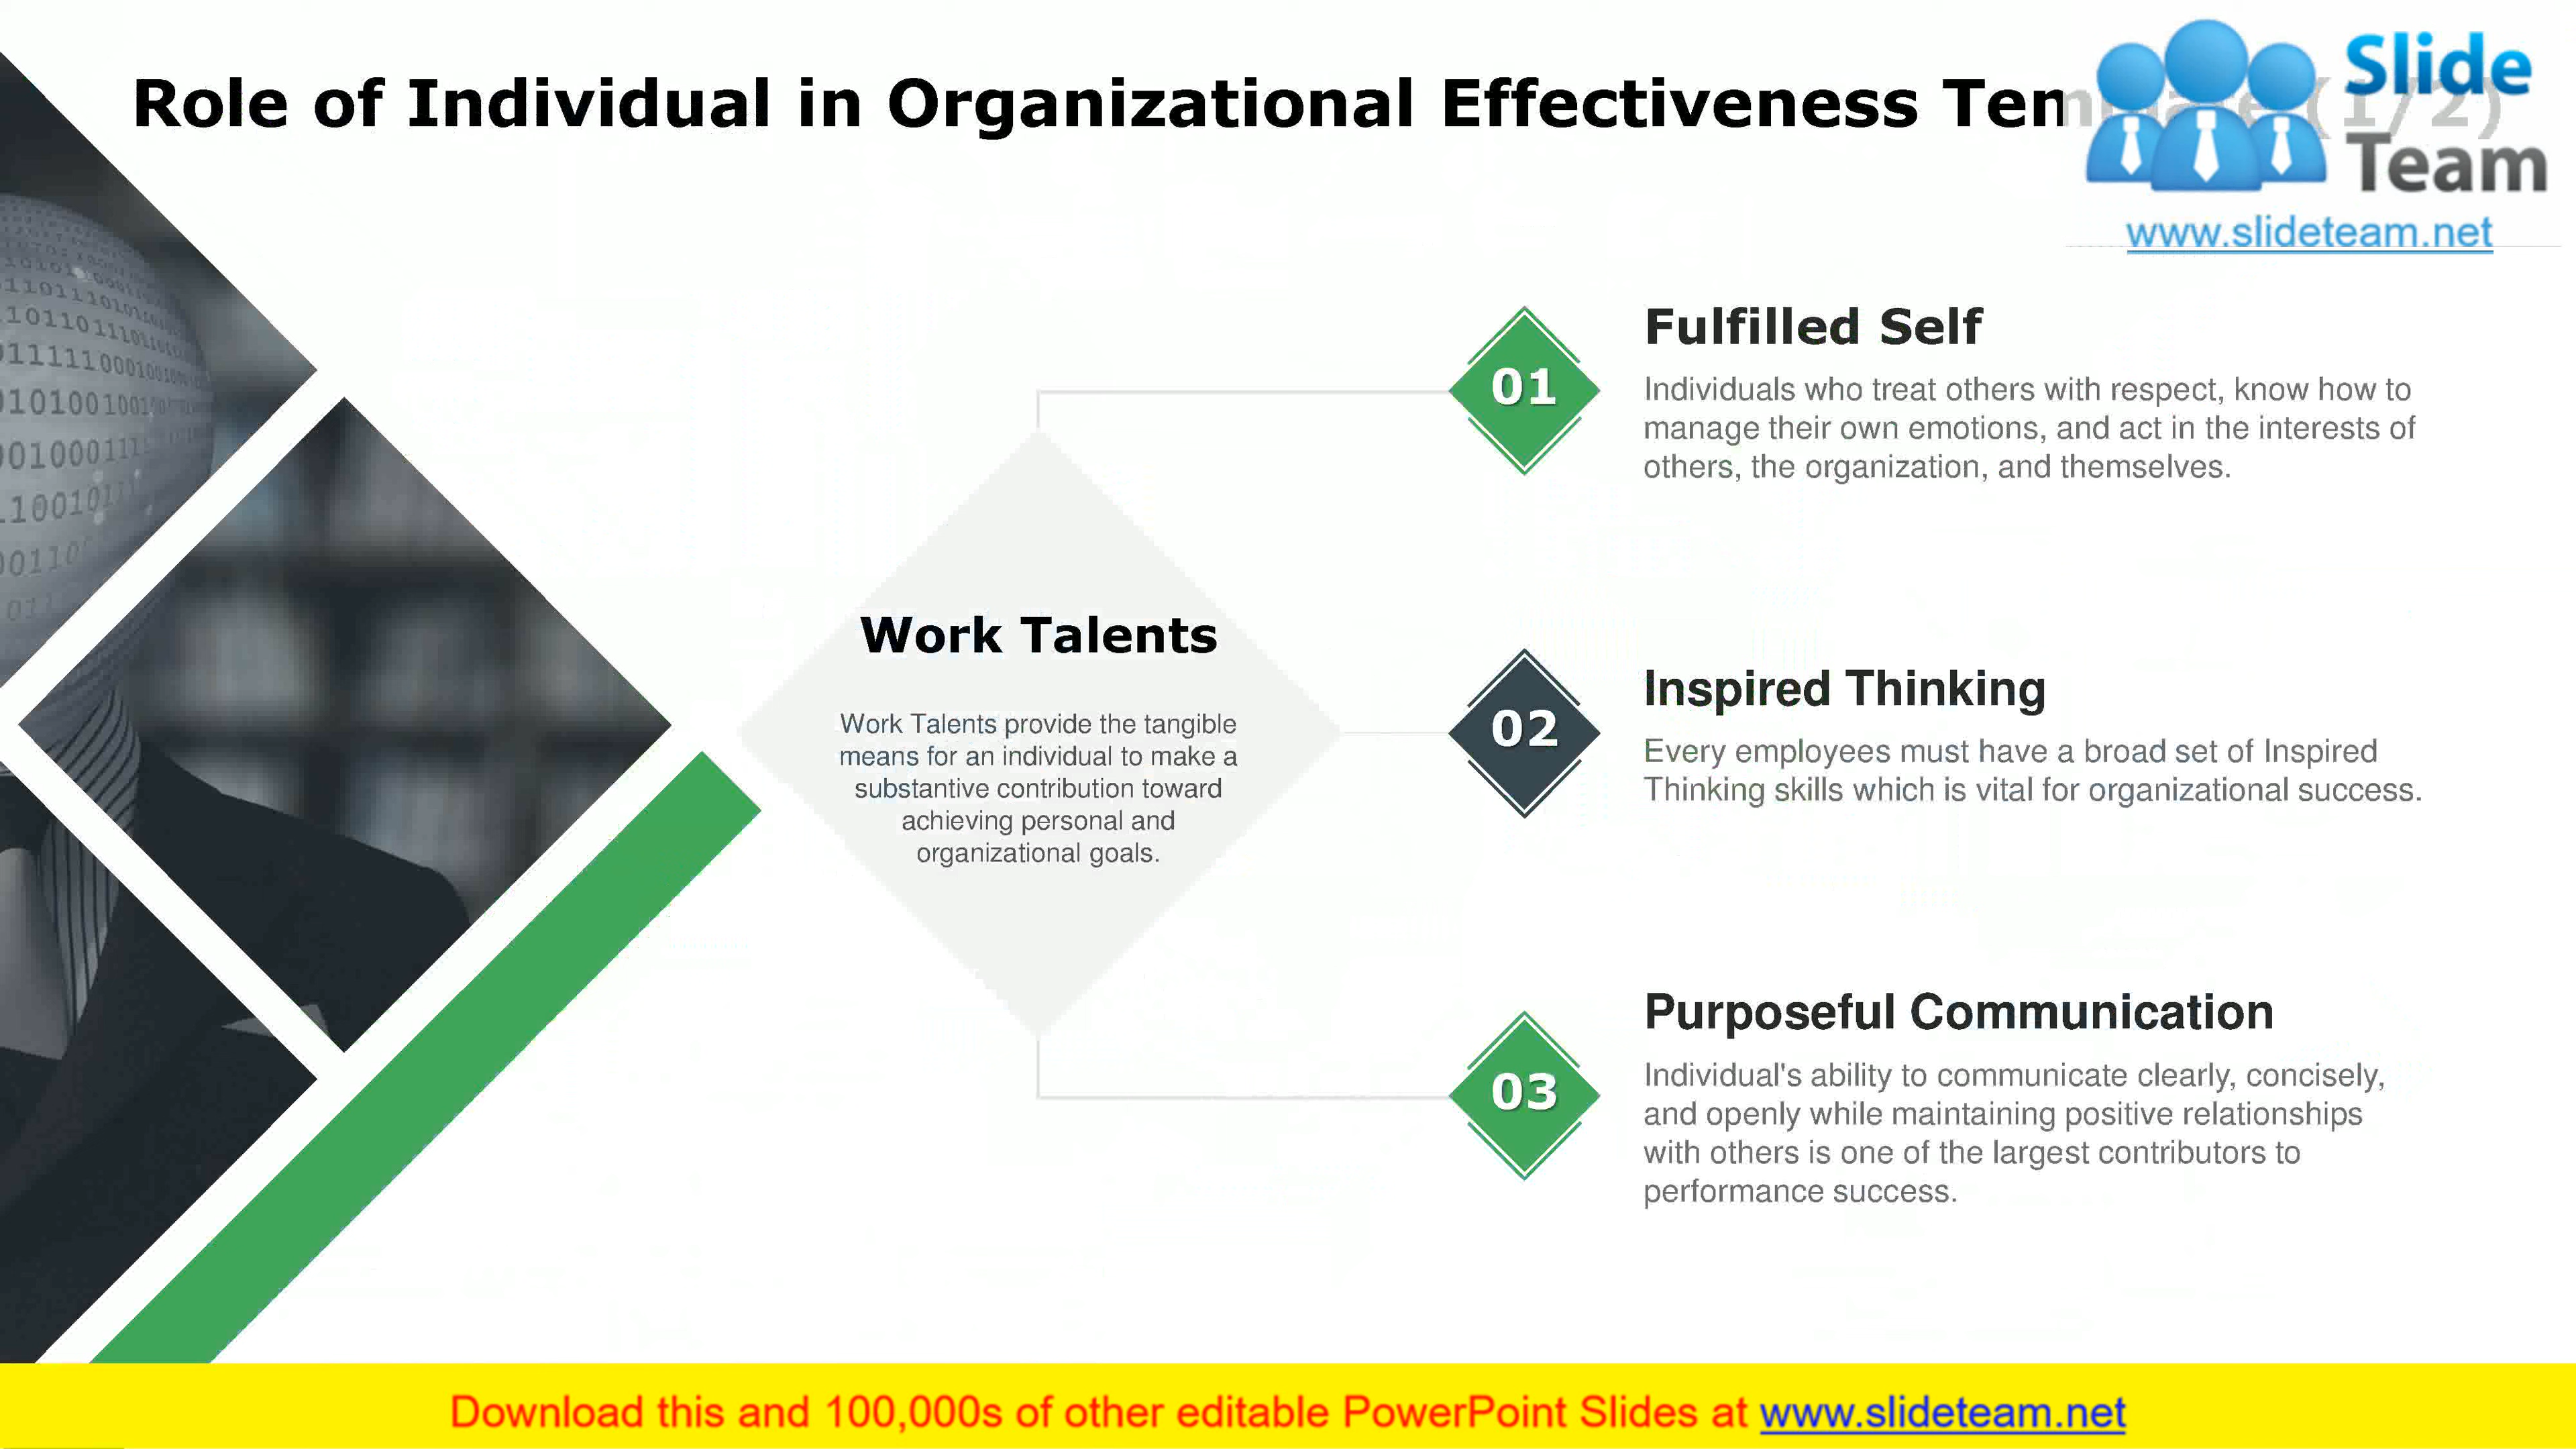 Role of Individual in Organizational Effectiveness Template (1/2)
Slide
Team
www.slideteam.net
01
Fulfilled Self
Individuals who treat others with respect, know how to
manage their own emotions, and act in the interests of
others, the organization, and themselves.
Work Talents
Work Talents provide the tangible
means for an individual to make a
substantive contribution toward
achieving personal and
organizational goals.
02
Inspired Thinking
Every employees must have a broad set of Inspired
Thinking skills which is vital for organizational success.
03
Purposeful Communication
Individual's ability to communicate clearly, concisely,
and openly while maintaining positive relationships
with others is one of the largest contributors to
performance success.
Download this and 100,000s of other editable PowerPoint Slides at www.slideteam.net